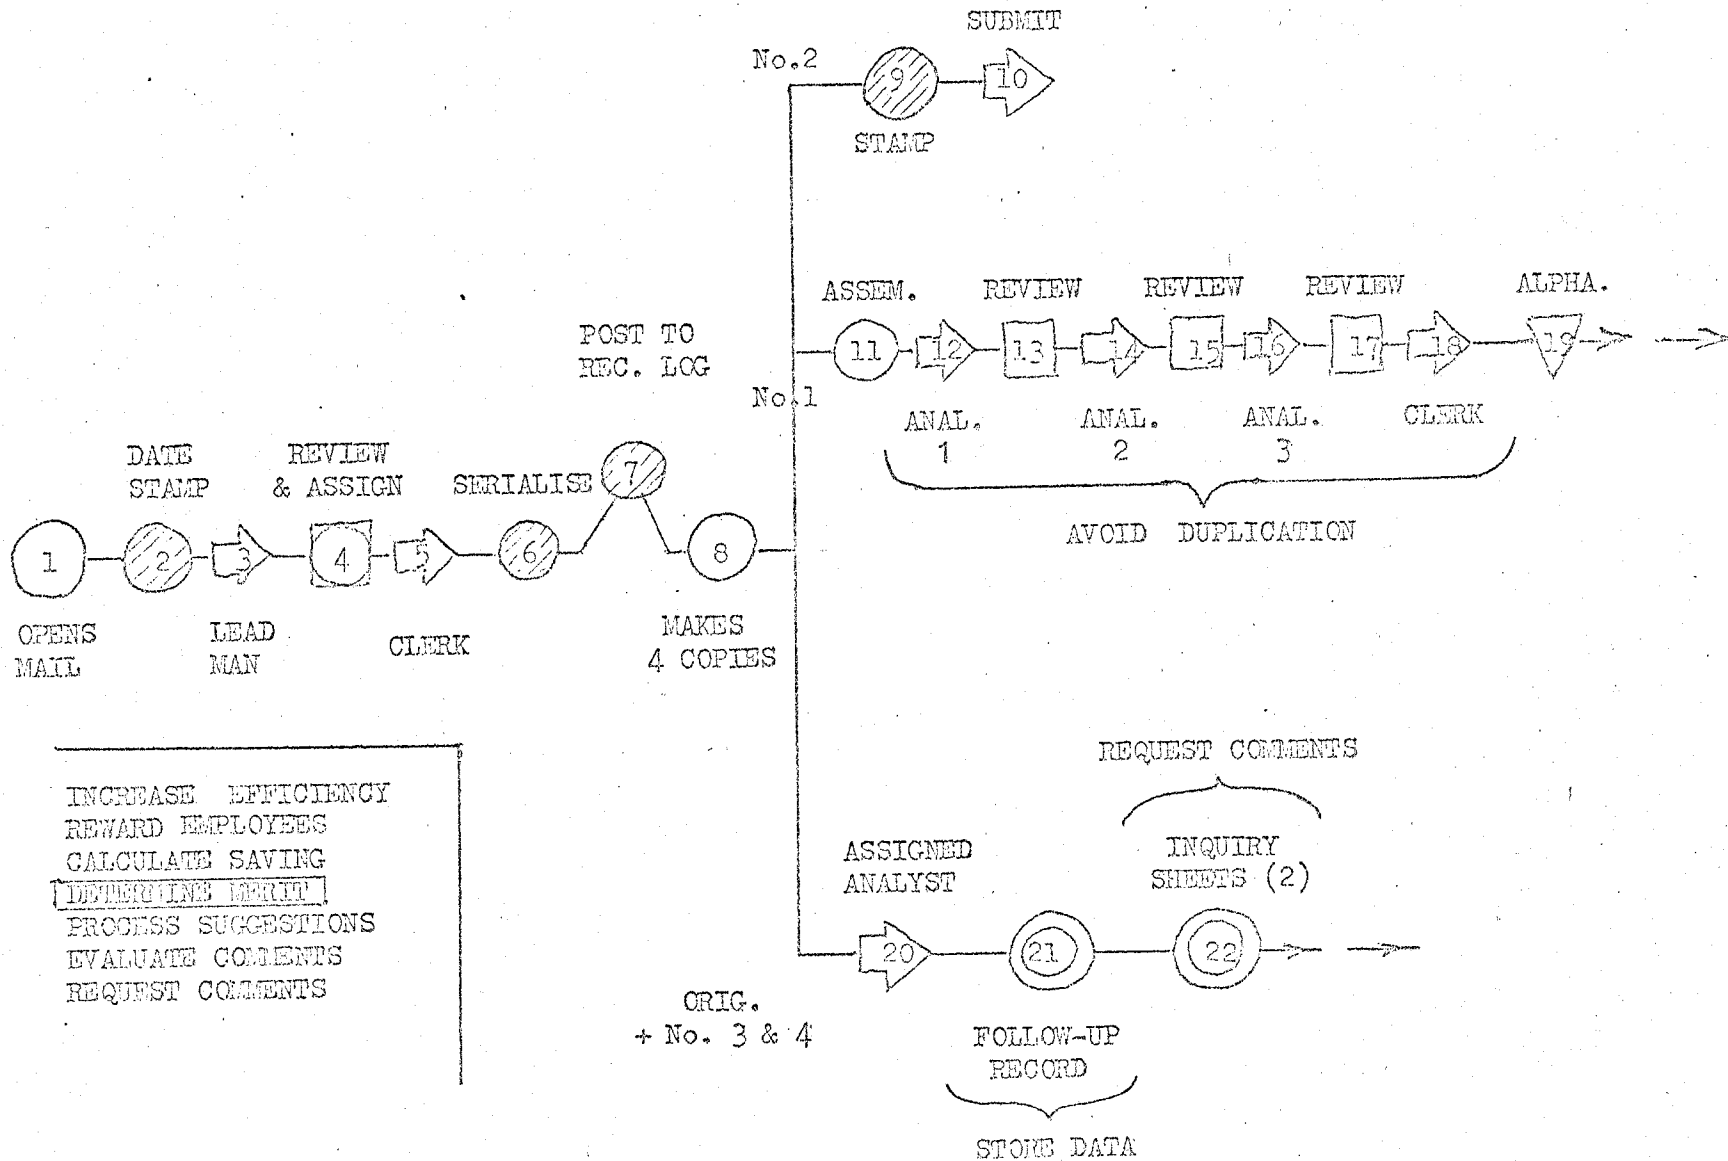 SUBMIT
No.2
9
10
STAMP
ASSEM.
REVIEW
REVIEW
REVIEW
ALPHA.
POST TO
REC. LOG
11
12
13
14
15
16
17
18
19
No.1
ANAL.
1
ANAL.
2
ANAL.
3
CLERK
AVOID DUPLICATION
DATE
STAMP
REVIEW
& ASSIGN
SERIALISE
7
1
2
3
4
5
6
8
OPENS
MAIL
LEAD
MAN
CLERK
MAKES
4 COPIES
INCREASE EFFICIENCY
REWARD EMPLOYEES
CALCULATE SAVING
DETERMINE MERIT
PROCESS SUGGESTIONS
EVALUATE COMMENTS
REQUEST COMMENTS
REQUEST COMMENTS
ASSIGNED
ANALYST
INQUIRY
SHEETS (2)
20
21
22
ORIG.
+ No. 3 & 4
FOLLOW-UP
RECORD
STORE DATA